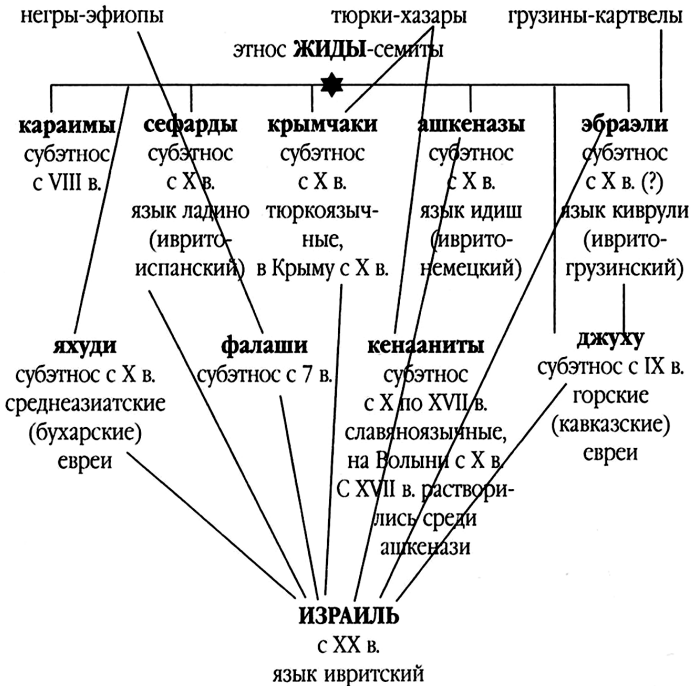 негры-эфиопы
тюрки-хазары
грузины-картвелы
этнос ЖИДЫ-семиты
караимы
субэтнос
с VIII в.
сефарды
субэтнос
с X в.
язык ладино
(иврито-
испанский)
крымчаки
субэтнос
с X в.
тюркоязыч-
ные,
в Крыму с X в.
ашкеназы
субэтнос
с X в.
язык идиш
(иврито-
немецкий)
эбраэли
субэтнос
с X в. (?)
язык киврули
(иврито-
грузинский)
яхуди
субэтнос с X в.
среднеазиатские
(бухарские)
евреи
фалаши
субэтнос с 7 в.
кенааниты
субэтнос
с X по XVII в.
славяноязычные,
на Волыни с X в.
С XVII в. раствори-
лись среди
ашкенази
джуху
субэтнос с IX в.
горские
(кавказские)
евреи
ИЗРАИЛЬ
с XX в.
язык ивритский